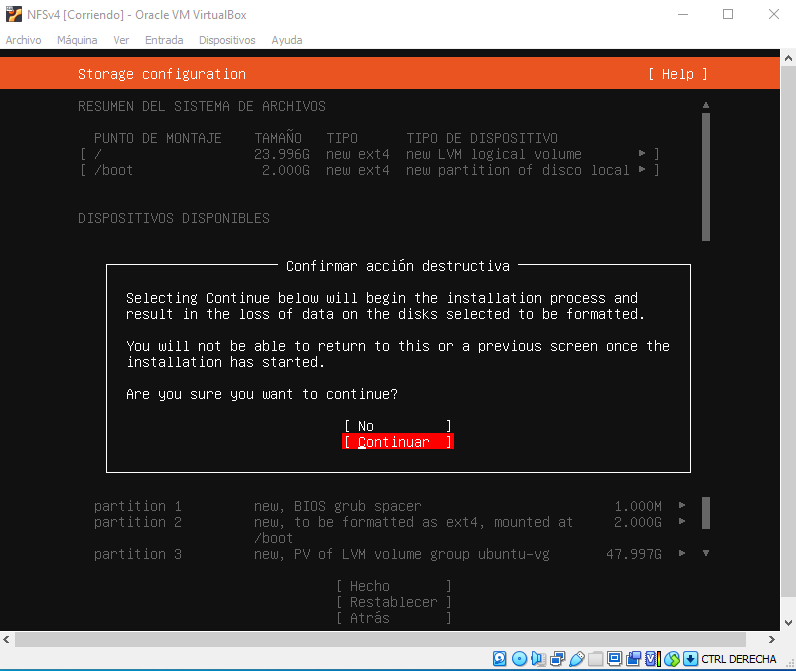 NFSv4 [Corriendo] - Oracle VM VirtualBox
Archivo Máquina Ver Entrada Dispositivos Ayuda
Storage configuration [ Help ]
RESUMEN DEL SISTEMA DE ARCHIVOS
PUNTO DE MONTAJE TAMAÑO TIPO TIPO DE DISPOSITIVO
[ / 23.996G new ext4 new LVM logical volume ▸ ]
[ /boot 2.000G new ext4 new partition of disco local ▸ ]
DISPOSITIVOS DISPONIBLES
Confirmar acción destructiva
Selecting Continue below will begin the installation process and
result in the loss of data on the disks selected to be formatted.
You will not be able to return to this or a previous screen once the
installation has started.
Are you sure you want to continue?
[ No ]
[ Continuar ]
partition 1 new, BIOS grub spacer 1.000M ▸
partition 2 new, to be formatted as ext4, mounted at 2.000G ▸
/boot
partition 3 new, PV of LVM volume group ubuntu-vg 47.997G ▸
[ Hecho ]
[ Restablecer ]
[ Atrás ]
CTRL DERECHA